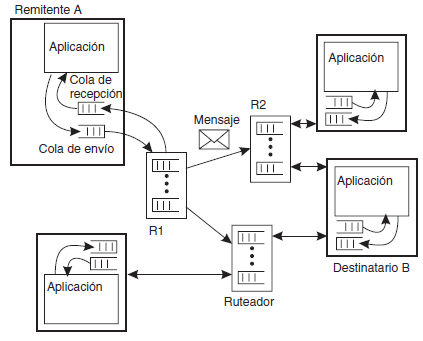 Remitente A
Aplicación
Cola de
recepción
Cola de envío
Mensaje
R2
Aplicación
R1
Aplicación
Destinatario B
Aplicación
Ruteador